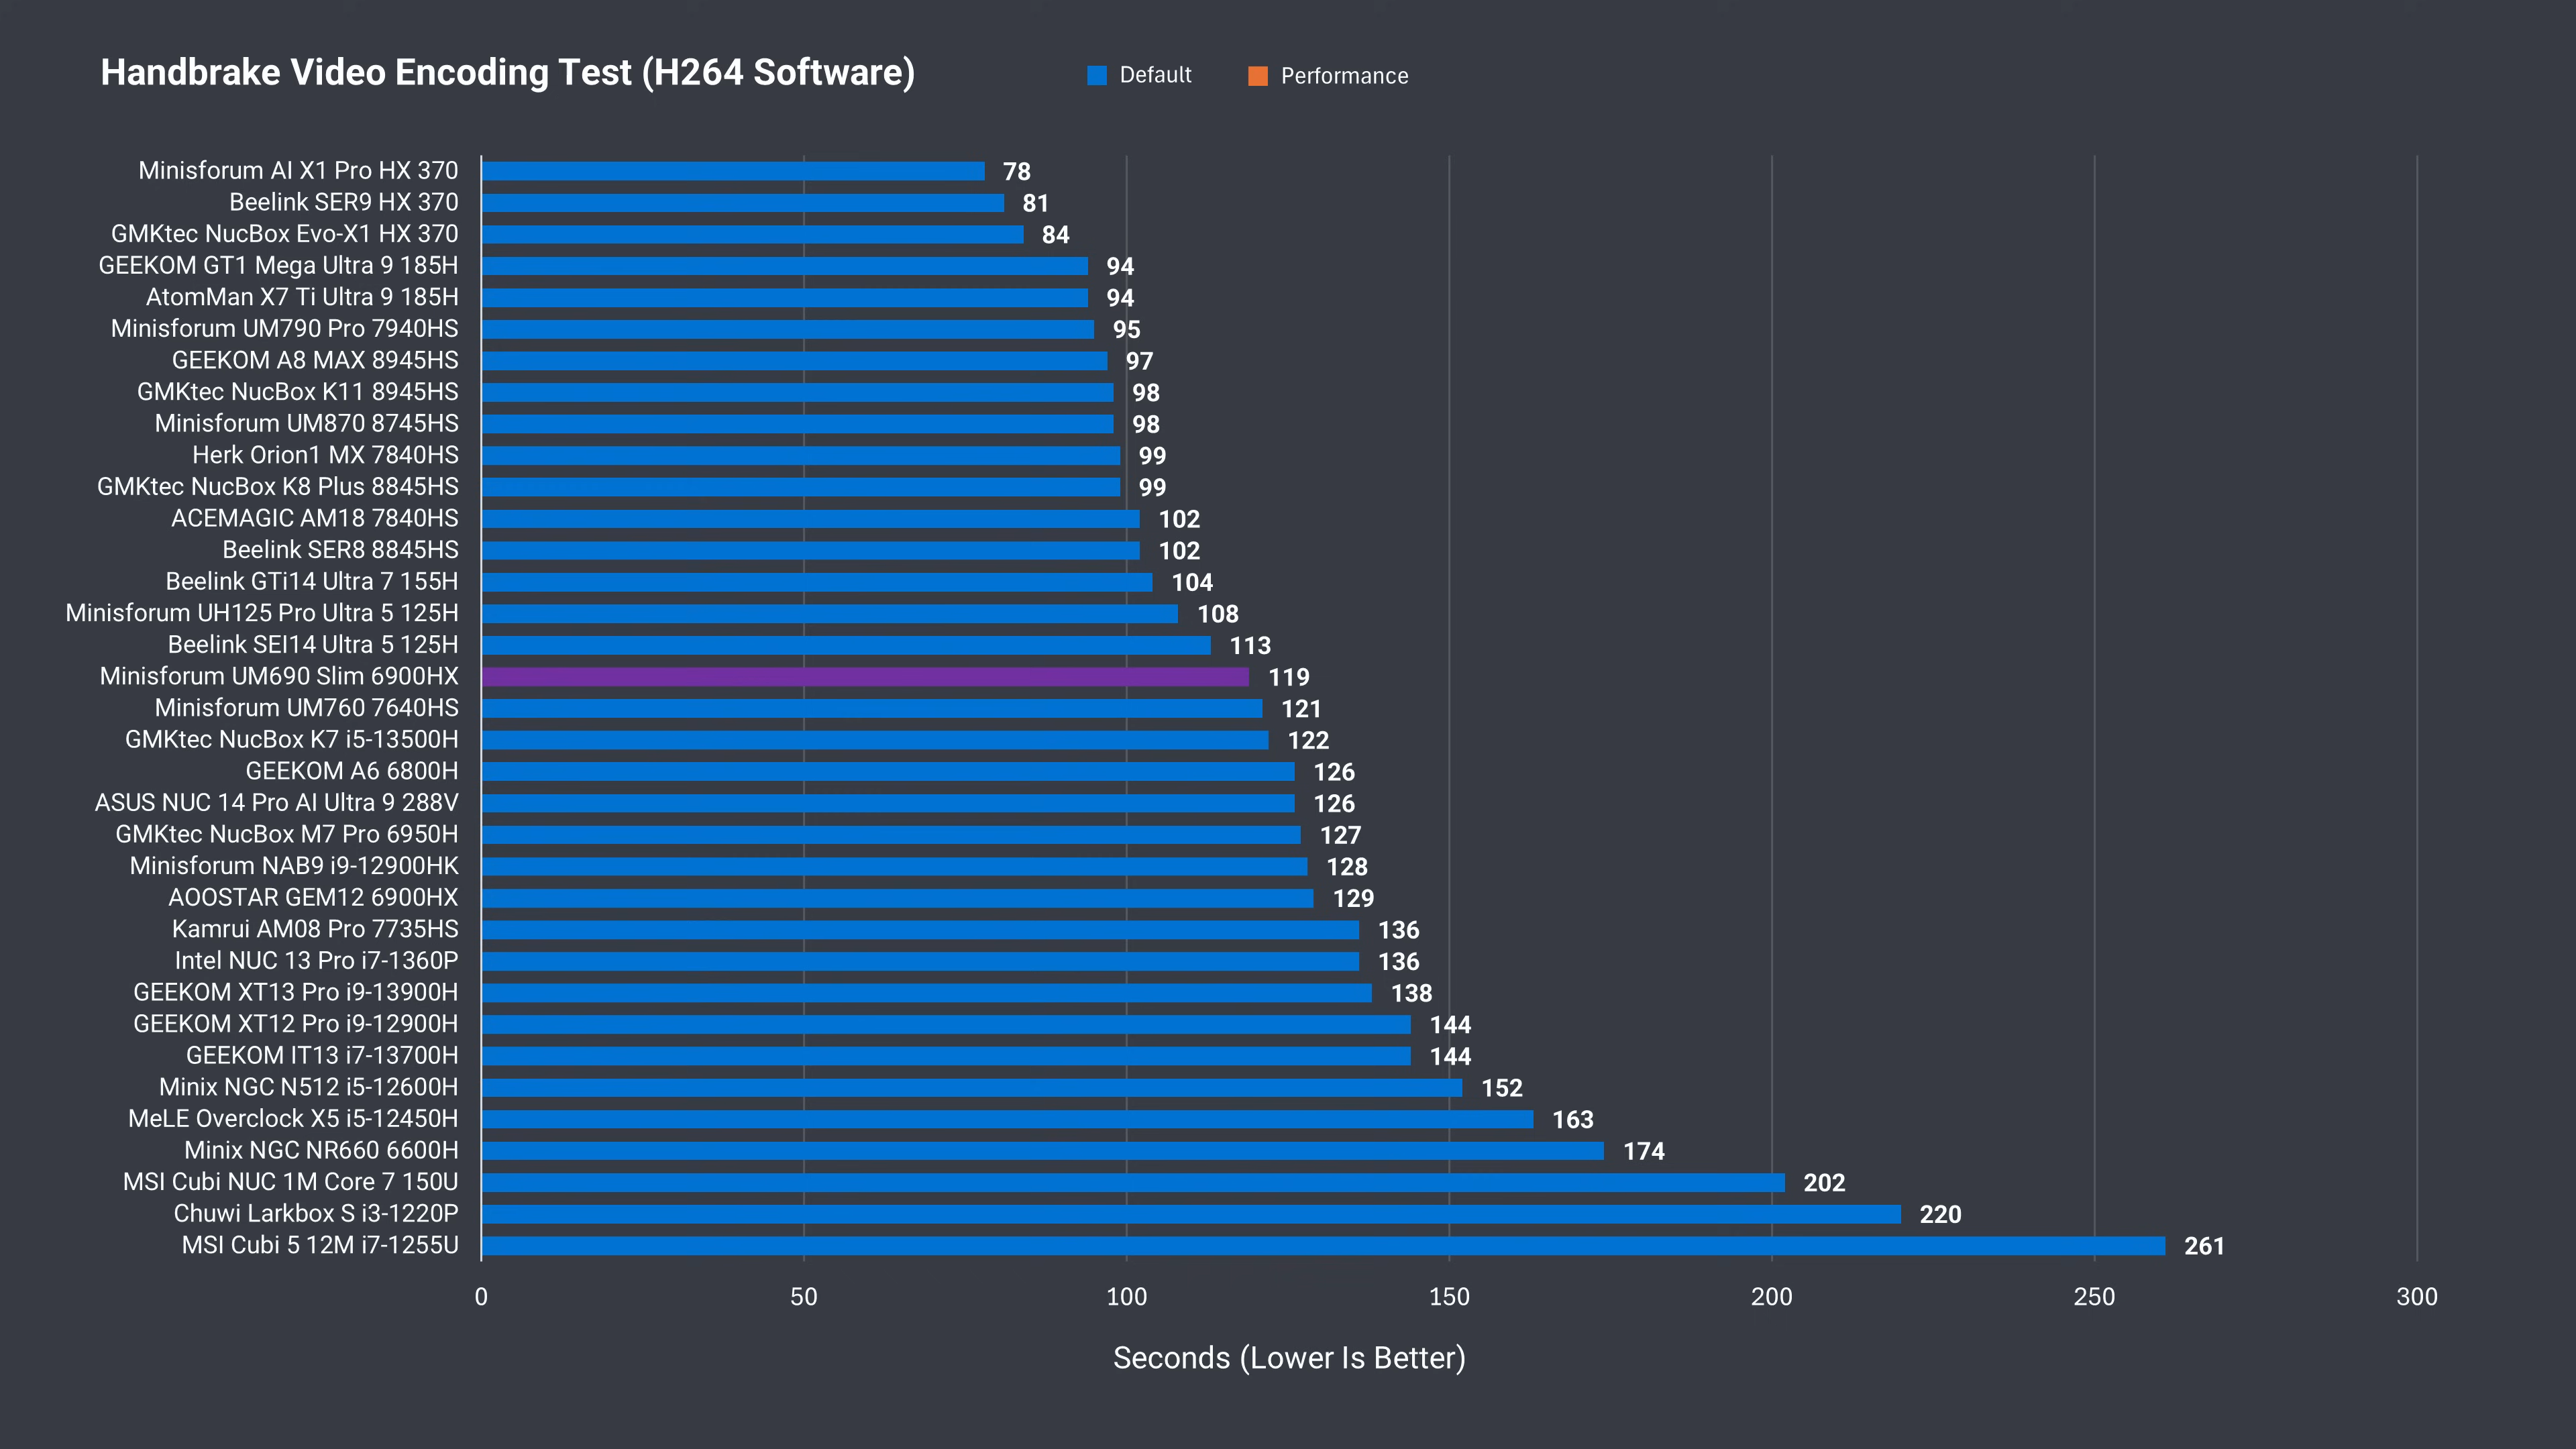 Handbrake Video Encoding Test (H264 Software)
Default
Performance
Minisforum AI X1 Pro HX 370 78
Beelink SER9 HX 370 81
GMKtec NucBox Evo-X1 HX 370 84
GEEKOM GT1 Mega Ultra 9 185H 94
AtomMan X7 Ti Ultra 9 185H 94
Minisforum UM790 Pro 7940HS 95
GEEKOM A8 MAX 8945HS 97
GMKtec NucBox K11 8945HS 98
Minisforum UM870 8745HS 98
Herk Orion1 MX 7840HS 99
GMKtec NucBox K8 Plus 8845HS 99
ACEMAGIC AM18 7840HS 102
Beelink SER8 8845HS 102
Beelink GTi14 Ultra 7 155H 104
Minisforum UH125 Pro Ultra 5 125H 108
Beelink SEI14 Ultra 5 125H 113
Minisforum UM690 Slim 6900HX 119
Minisforum UM760 7640HS 121
GMKtec NucBox K7 i5-13500H 122
GEEKOM A6 6800H 126
ASUS NUC 14 Pro AI Ultra 9 288V 126
GMKtec NucBox M7 Pro 6950H 127
Minisforum NAB9 i9-12900HK 128
AOOSTAR GEM12 6900HX 129
Kamrui AM08 Pro 7735HS 136
Intel NUC 13 Pro i7-1360P 136
GEEKOM XT13 Pro i9-13900H 138
GEEKOM XT12 Pro i9-12900H 144
GEEKOM IT13 i7-13700H 144
Minix NGC N512 i5-12600H 152
MeLE Overclock X5 i5-12450H 163
Minix NGC NR660 6600H 174
MSI Cubi NUC 1M Core 7 150U 202
Chuwi Larkbox S i3-1220P 220
MSI Cubi 5 12M i7-1255U 261
0 50 100 150 200 250 300
Seconds (Lower Is Better)